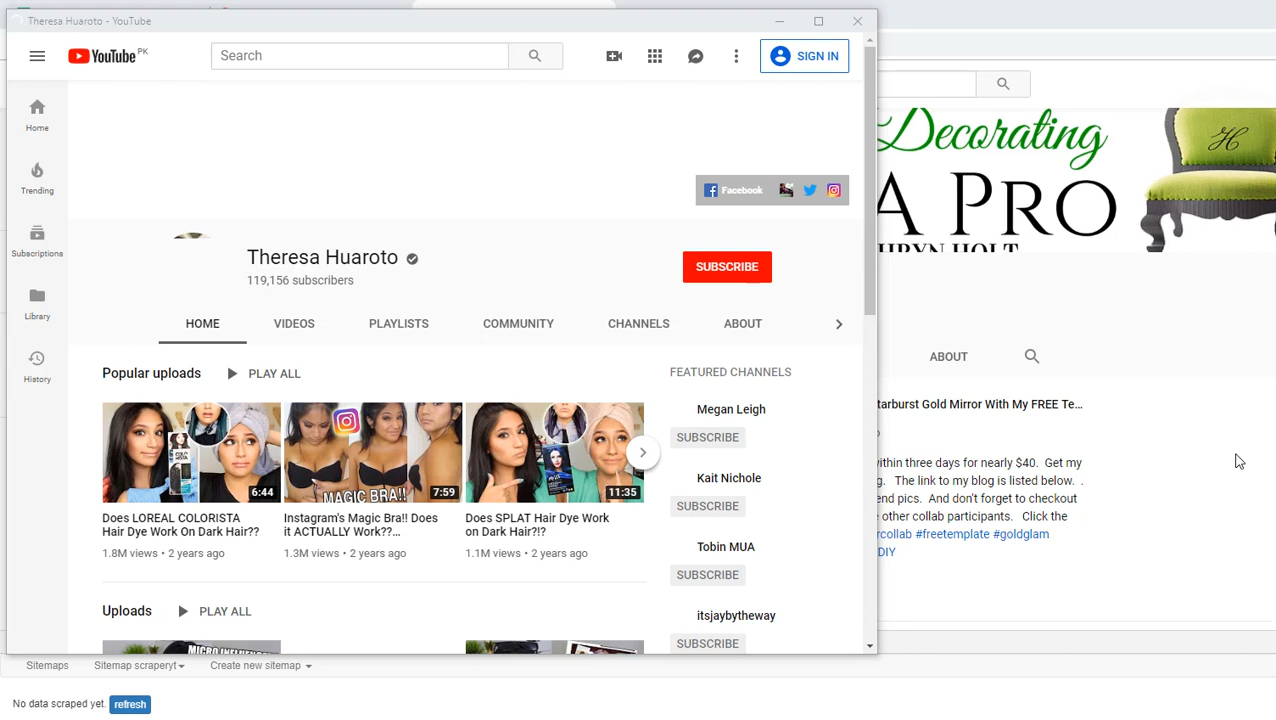 Theresa Huaroto - YouTube
YouTube PK
Search
SIGN IN
Home
Trending
Subscriptions
Library
History
Facebook
Theresa Huaroto
119,156 subscribers
SUBSCRIBE
HOME VIDEOS PLAYLISTS COMMUNITY CHANNELS ABOUT
Popular uploads PLAY ALL
6:44
MAGIC BRA!! 7:59
11:35
Does LOREAL COLORISTA
Hair Dye Work On Dark Hair??
1.8M views • 2 years ago
Instagram's Magic Bra!! Does
it ACTUALLY Work??...
1.3M views • 2 years ago
Does SPLAT Hair Dye Work
on Dark Hair?!?
1.1M views • 2 years ago
Uploads PLAY ALL
FEATURED CHANNELS
Megan Leigh
SUBSCRIBE
Kait Nichole
SUBSCRIBE
Tobin MUA
SUBSCRIBE
itsjaybytheway
SUBSCRIBE
Decorating
A PRO
H
ABOUT
tarburst Gold Mirror With My FREE Te...
within three days for nearly $40. Get my
g. The link to my blog is listed below. .
end pics. And don't forget to checkout
e other collab participants. Click the
rcollab #freetemplate #goldglam
DIY
Sitemaps Sitemap scraperyt Create new sitemap
No data scraped yet. refresh